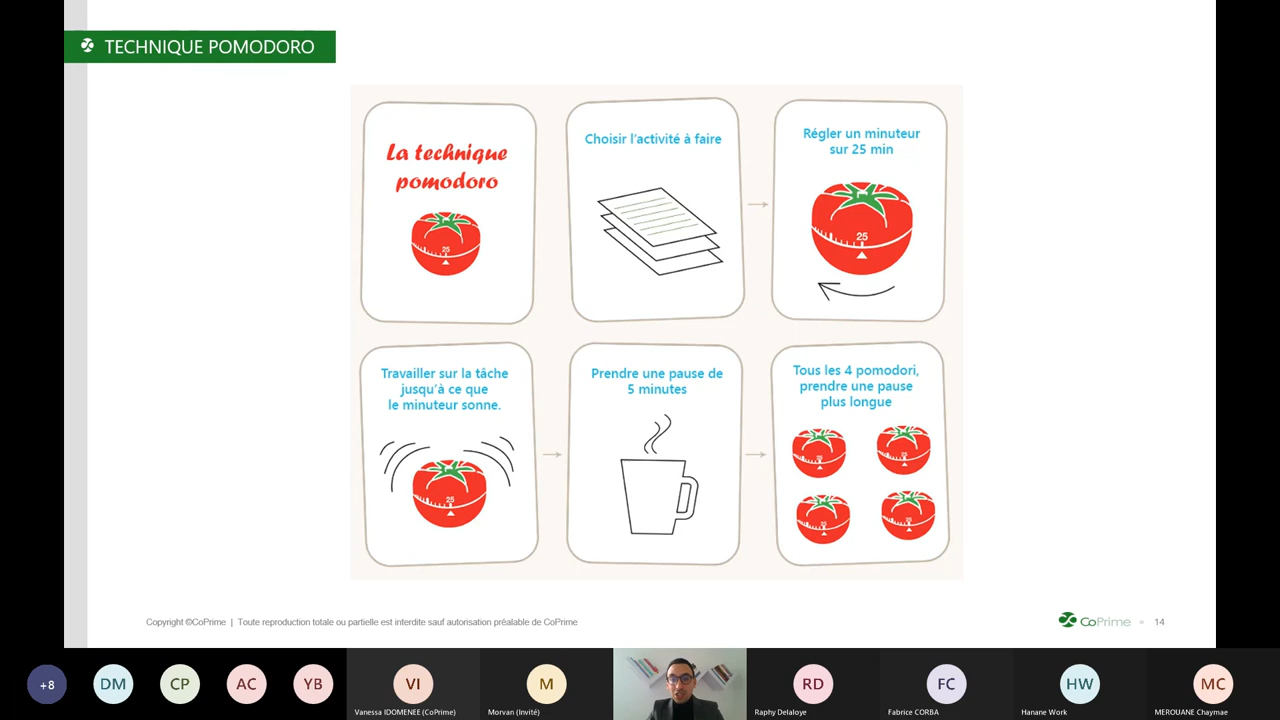 TECHNIQUE POMODORO
La technique
pomodoro
25
Choisir l'activité à faire
Régler un minuteur
sur 25 min
25
Travailler sur la tâche
jusqu'à ce que
le minuteur sonne.
25
Prendre une pause de
5 minutes
Tous les 4 pomodori,
prendre une pause
plus longue
25
25
25
25
Copyright ©CoPrime | Toute reproduction totale ou partielle est interdite sauf autorisation préalable de CoPrime
CoPrime
14
+8
DM
CP
AC
YB
VI
Vanessa IDOMENEE (CoPrime)
M
Morvan (Invité)
RD
Raphy Delaloye
FC
Fabrice CORBA
HW
Hanane Work
MC
MEROUANE Chaymae